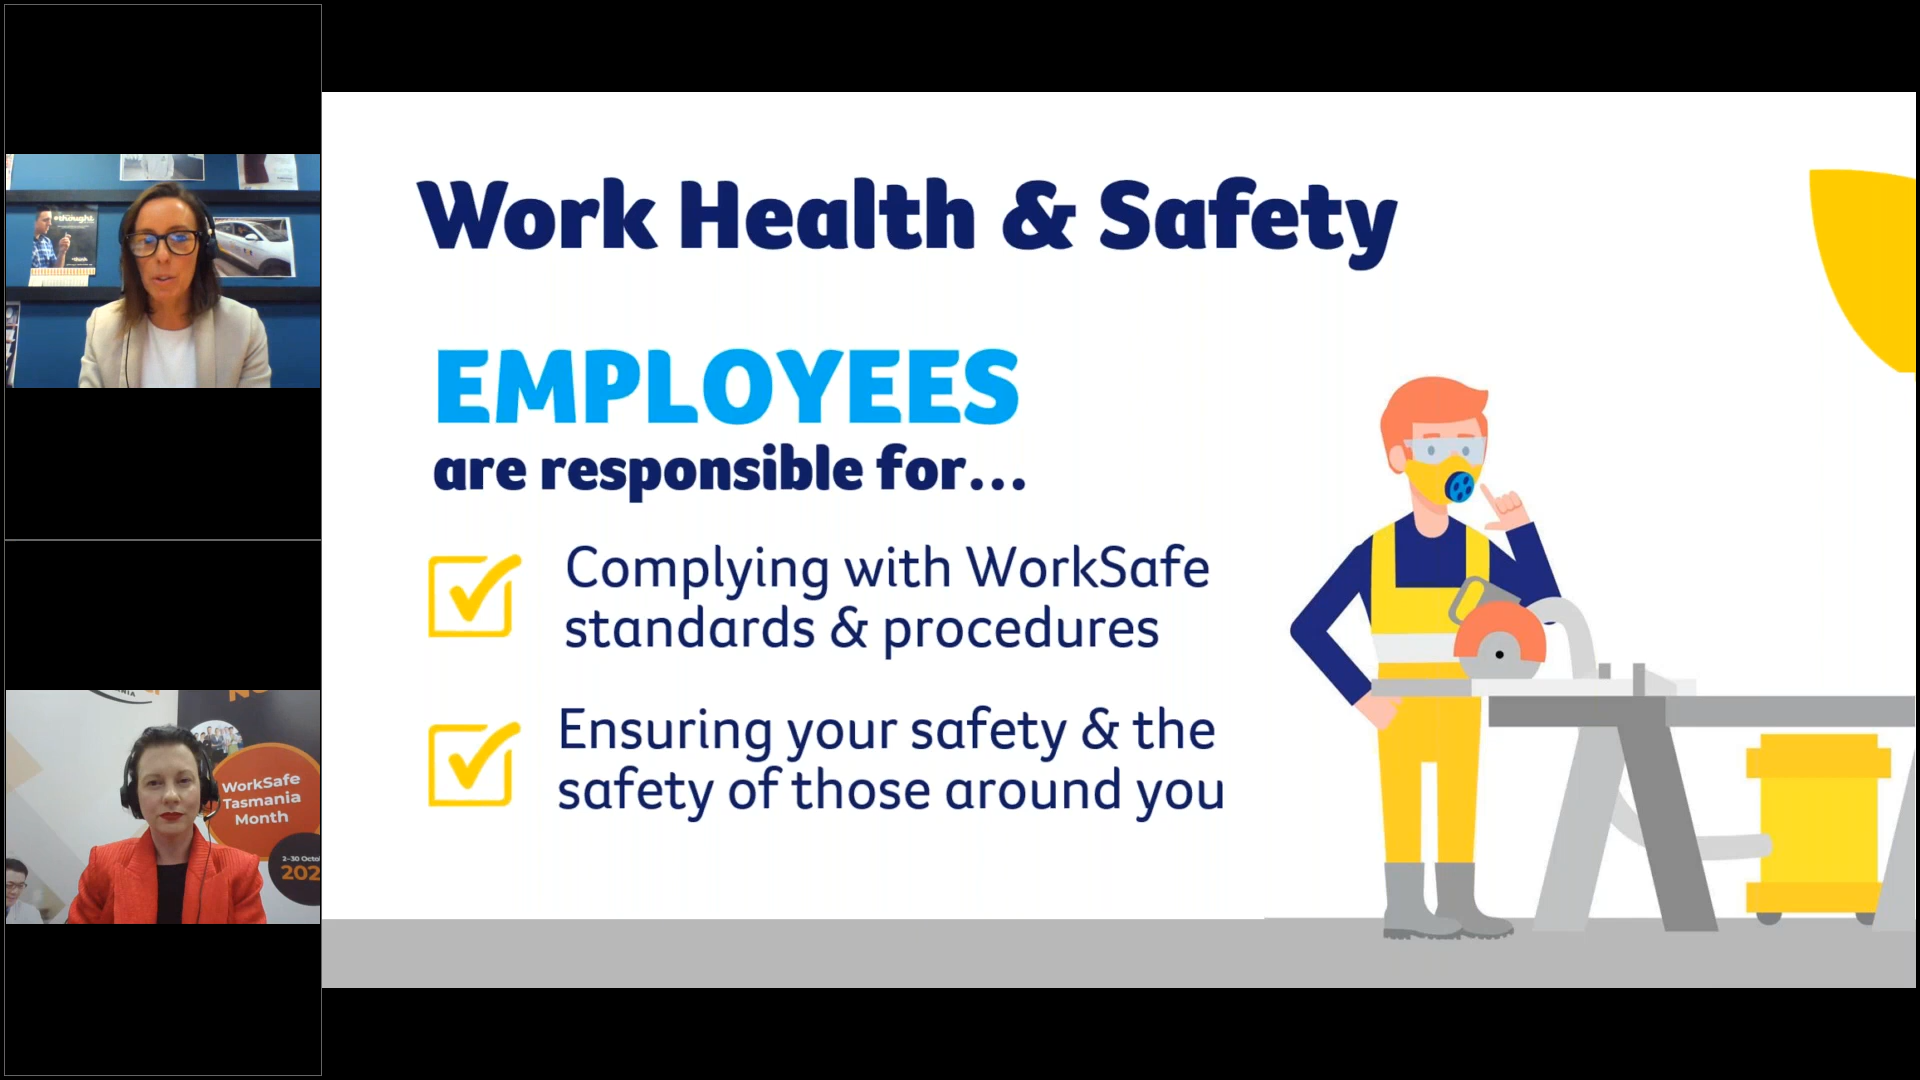 Work Health & Safety
EMPLOYEES
are responsible for...
Complying with WorkSafe
standards & procedures
Ensuring your safety & the
safety of those around you
WorkSafe
Tasmania
Month